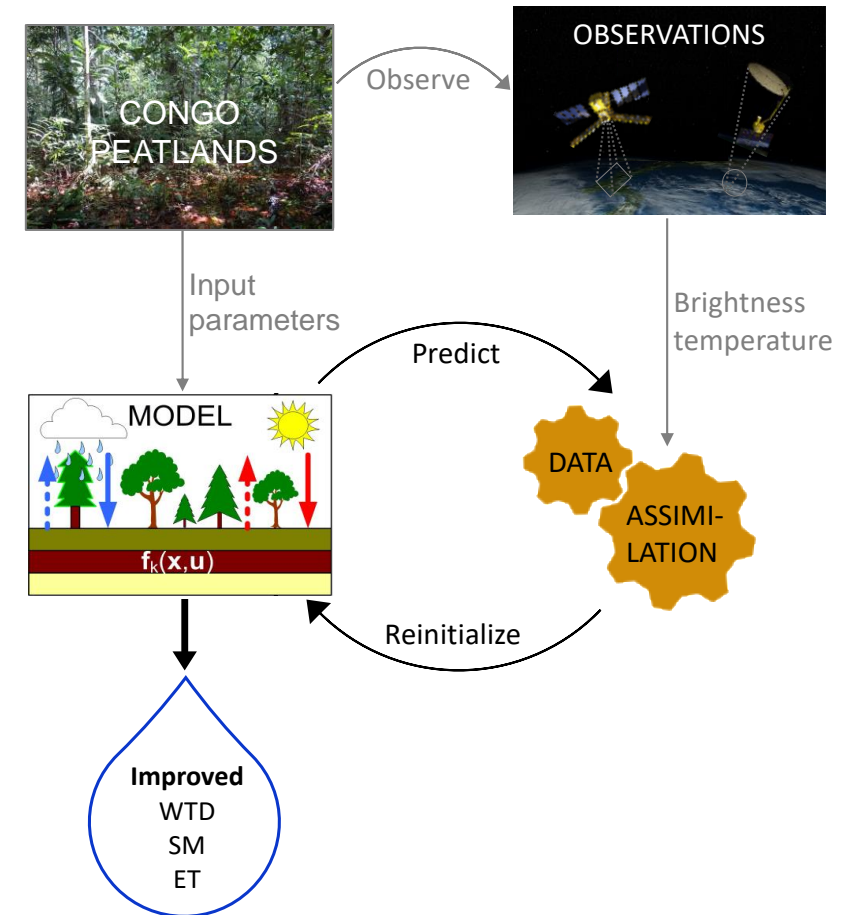 OBSERVATIONS
Observe
CONGO
PEATLANDS
Input
parameters
Brightness
temperature
Predict
MODEL
DATA
ASSIMI-
LATION
fk(x,u)
Reinitialize
Improved
WTD
SM
ET